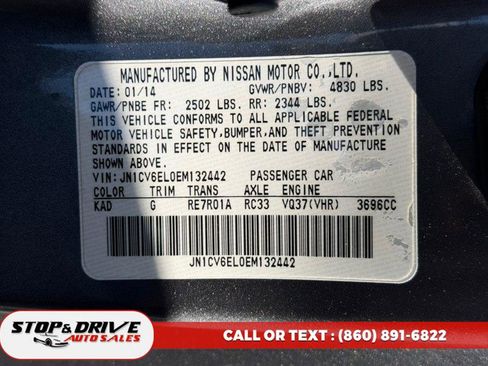 MANUFACTURED BY NISSAN MOTOR CO.,LTD.
DATE: 01/14 GVWR/PNBV: 4830 LBS.
GAWR/PNBE FR: 2502 LBS. RR: 2344 LBS.
THIS VEHICLE CONFORMS TO ALL APPLICABLE FEDERAL
MOTOR VEHICLE SAFETY,BUMPER,AND THEFT PREVENTION
STANDARDS IN EFFECT ON THE DATE OF MANUFACTURE
SHOWN ABOVE.
VIN: JN1CV6EL0EM132442 PASSENGER CAR
COLOR TRIM TRANS AXLE ENGINE
KAD G RE7R01A RC33 VQ37(VHR) 3696CC
JN1CV6EL0EM132442
STOP&DRIVE
AUTO SALES
CALL OR TEXT : (860) 891-6822